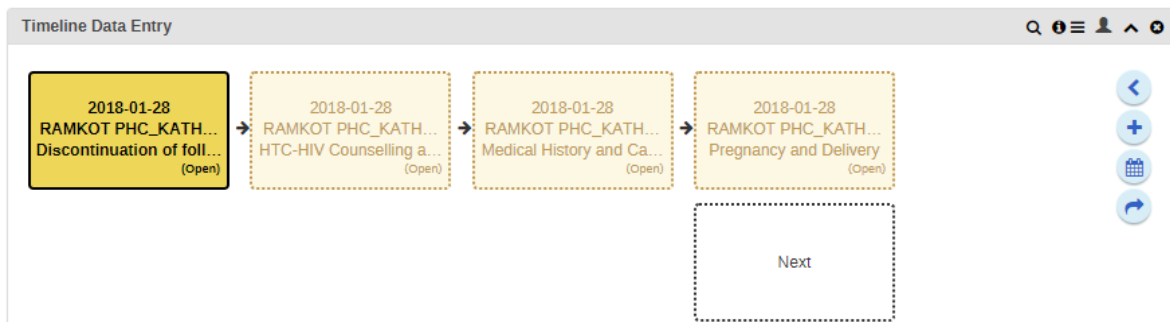 Timeline Data Entry
2018-01-28
RAMKOT PHC_KATH...
Discontinuation of foll...
(Open)
2018-01-28
RAMKOT PHC_KATH...
HTC-HIV Counselling a...
(Open)
2018-01-28
RAMKOT PHC_KATH...
Medical History and Ca...
(Open)
2018-01-28
RAMKOT PHC_KATH...
Pregnancy and Delivery
(Open)
Next